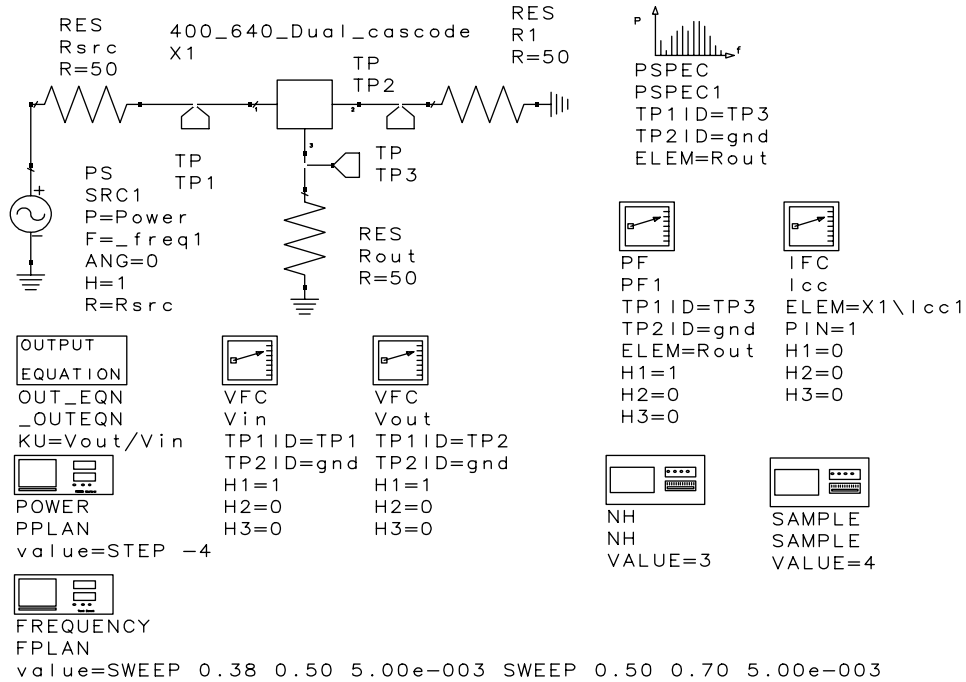 RES
Rsrc
R=50
400_640_Dual_cascode
X1
TP
TP2
RES
R1
R=50
P
f
PSPEC
PSPEC1
TP1ID=TP3
TP2ID=gnd
ELEM=Rout
1
2
3
TP
TP1
TP
TP3
PS
SRC1
P=Power
F=_freq1
ANG=0
H=1
R=Rsrc
+
−
RES
Rout
R=50
PF
PF1
TP1ID=TP3
TP2ID=gnd
ELEM=Rout
H1=1
H2=0
H3=0
IFC
Icc
ELEM=X1\Icc1
PIN=1
H1=0
H2=0
H3=0
OUTPUT
EQUATION
OUT_EQN
_OUTEQN
KU=Vout/Vin
VFC
Vin
TP1ID=TP1
TP2ID=gnd
H1=1
H2=0
H3=0
VFC
Vout
TP1ID=TP2
TP2ID=gnd
H1=1
H2=0
H3=0
POWER
PPLAN
value=STEP -4
NH
NH
VALUE=3
SAMPLE
SAMPLE
VALUE=4
FREQUENCY
FPLAN
value=SWEEP 0.38 0.50 5.00e-003 SWEEP 0.50 0.70 5.00e-003